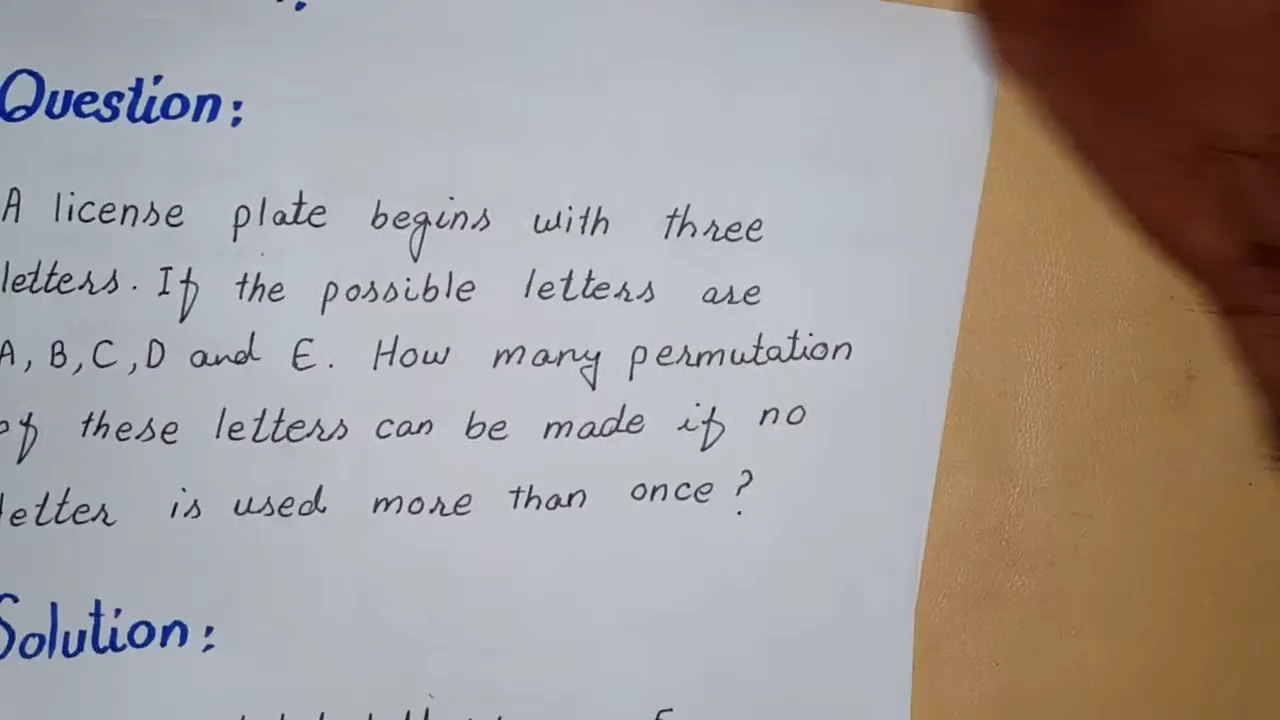 Question:
A license plate begins with three
letters. If the possible letters are
A, B, C, D and E. How many permutation
of these letters can be made if no
letter is used more than once?
Solution: